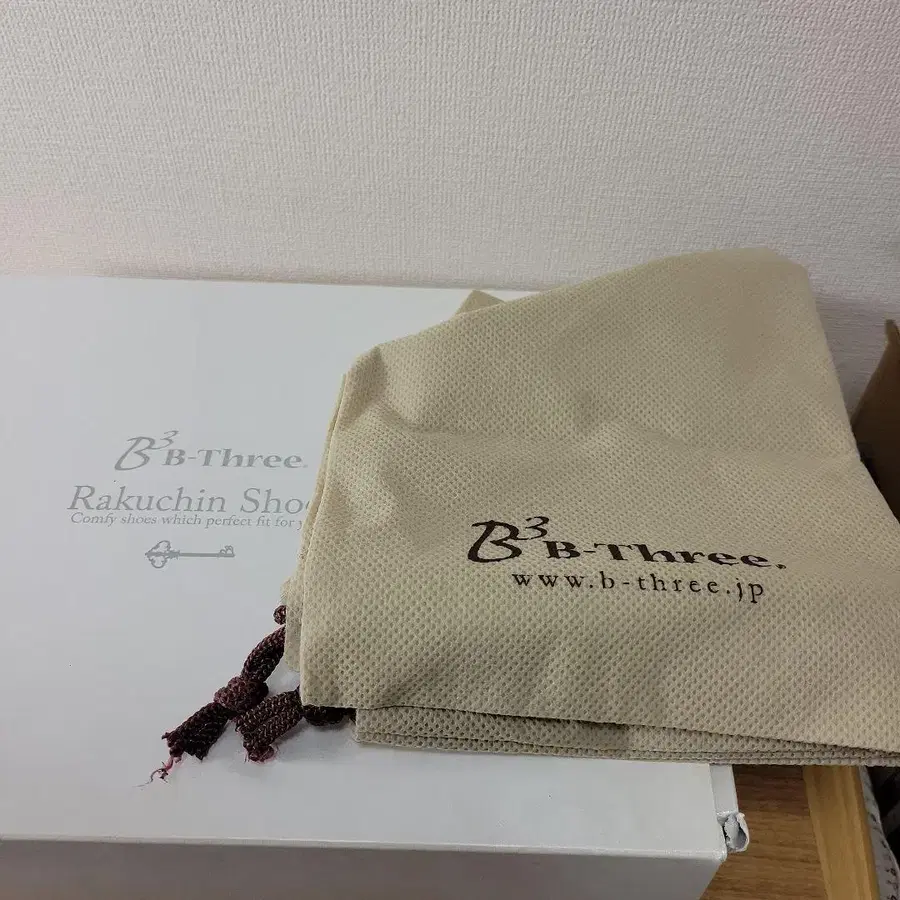 B3 B-Three.
Rakuchin Sho
Comfy shoes which perfect fit for
B3 B-Three.
www.b-three.jp